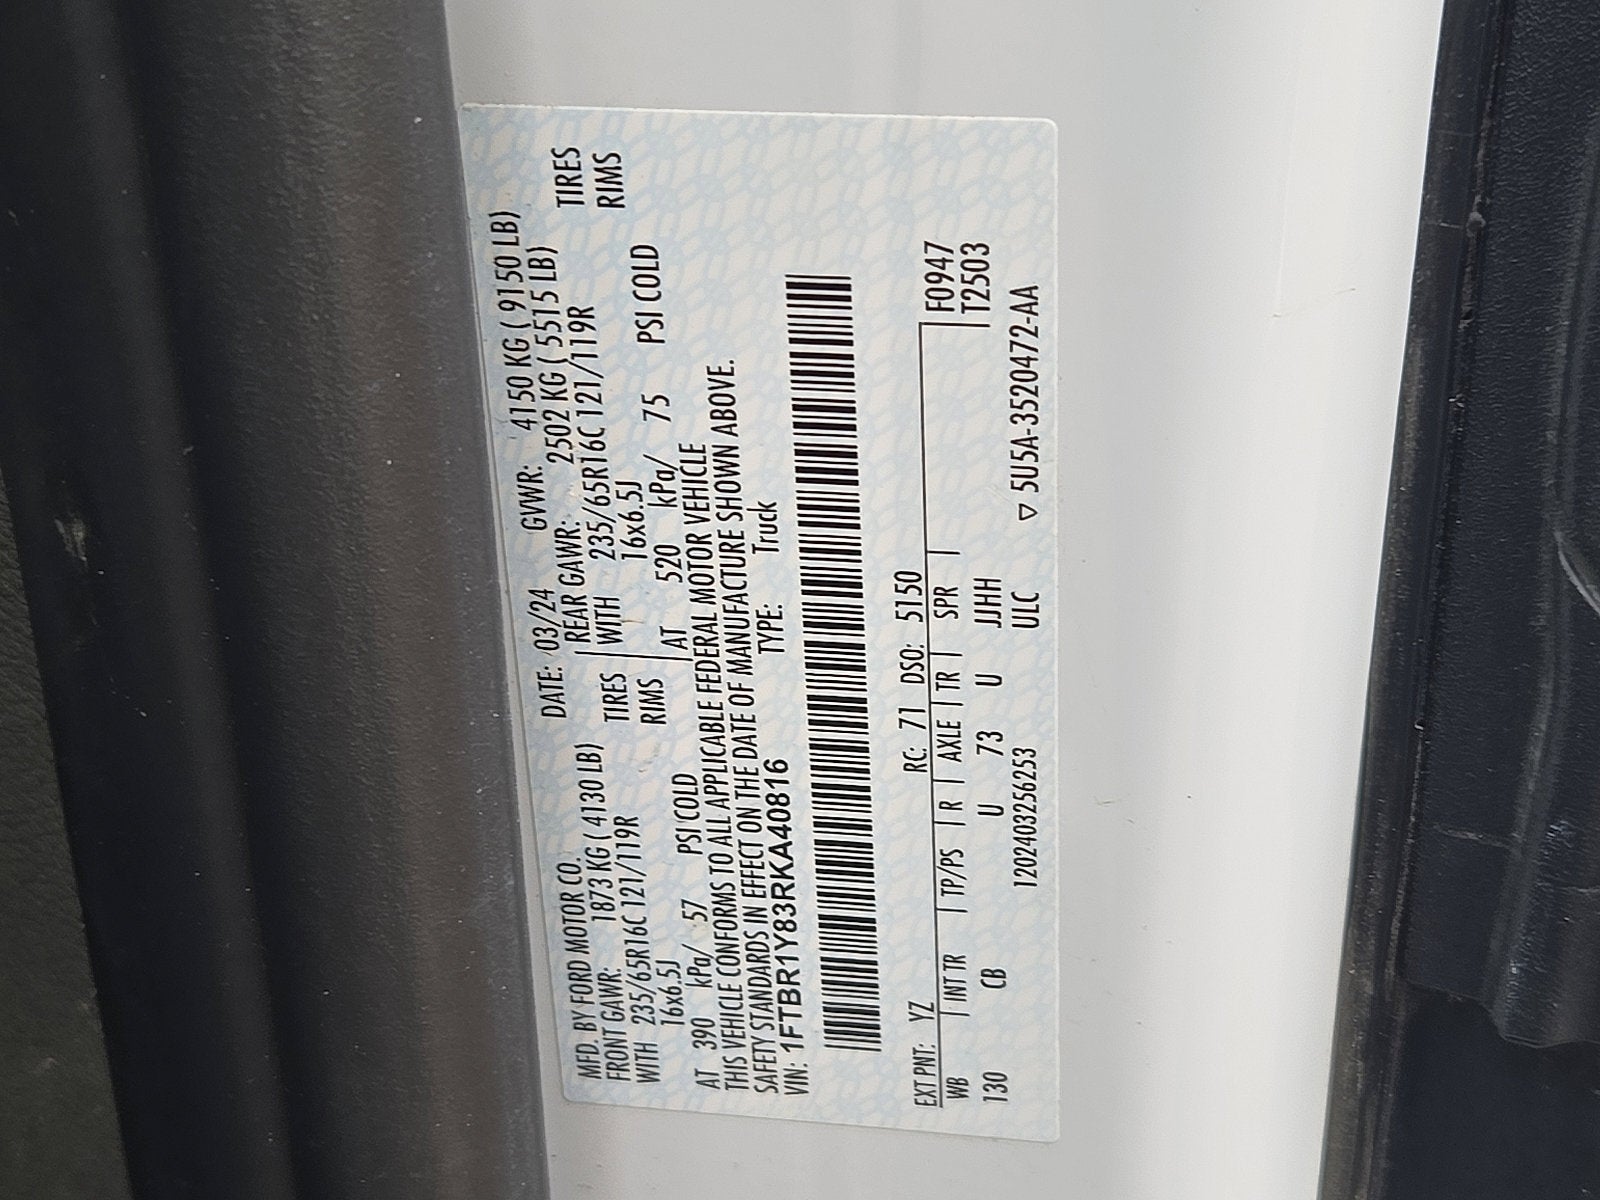 MFD. BY FORD MOTOR CO.
DATE: 03/24 GVWR: 4150 KG ( 9150 LB)
FRONT GAWR: 1873 KG ( 4130 LB) REAR GAWR: 2502 KG ( 5515 LB)
WITH 235/65R16C 121/119R TIRES WITH 235/65R16C 121/119R TIRES
16x6.5J RIMS 16x6.5J RIMS
AT 390 kPa/ 57 PSI COLD AT 520 kPa/ 75 PSI COLD
THIS VEHICLE CONFORMS TO ALL APPLICABLE FEDERAL MOTOR VEHICLE
SAFETY STANDARDS IN EFFECT ON THE DATE OF MANUFACTURE SHOWN ABOVE.
VIN: 1FTBR1Y83RKA40816 TYPE: Truck
EXT PNT: YZ RC: 71 DSO: 5150
F0947
WB INT TR TP/PS R AXLE TR SPR T2503
130 CB U 73 U JJHH
1202403256253 ULC ▽ 5U5A-3520472-AA